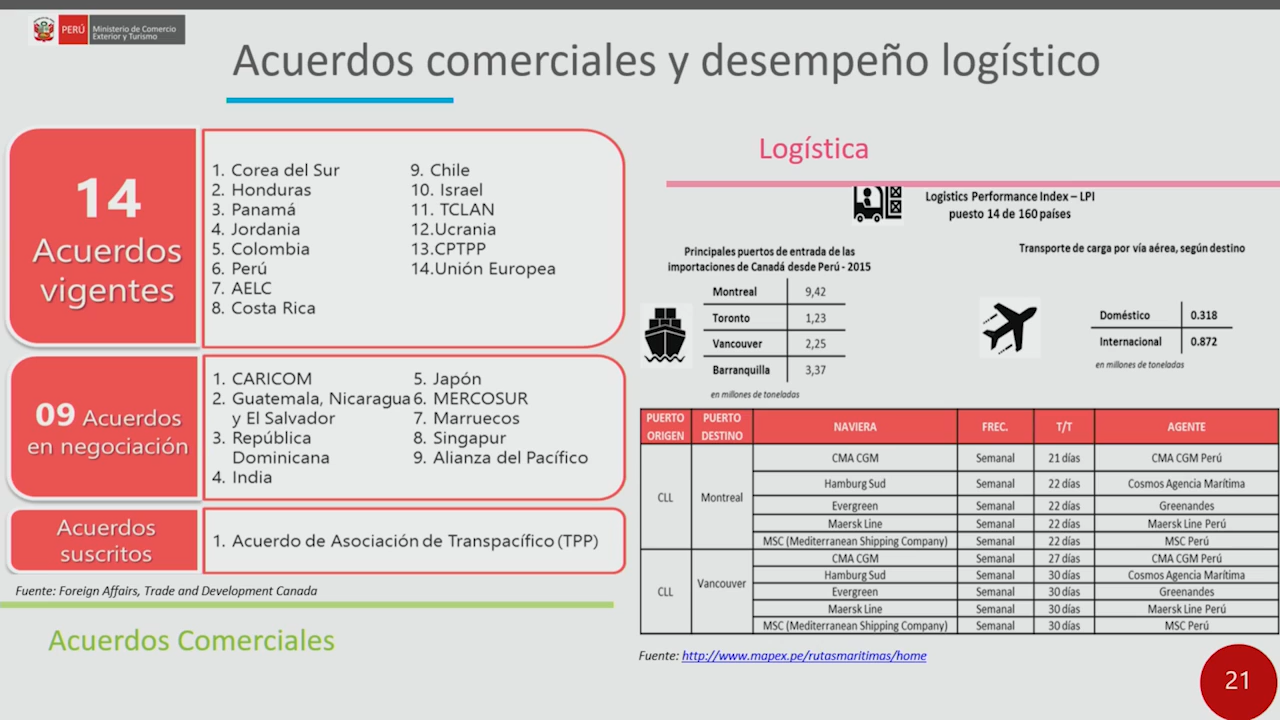 PERÚ
Ministerio de Comercio
Exterior y Turismo
Acuerdos comerciales y desempeño logístico
14
Acuerdos
vigentes
1. Corea del Sur
2. Honduras
3. Panamá
4. Jordania
5. Colombia
6. Perú
7. AELC
8. Costa Rica
9. Chile
10. Israel
11. TCLAN
12.Ucrania
13.CPTPP
14.Unión Europea
09 Acuerdos
en negociación
1. CARICOM
2. Guatemala, Nicaragua
y El Salvador
3. República
Dominicana
4. India
5. Japón
6. MERCOSUR
7. Marruecos
8. Singapur
9. Alianza del Pacífico
Acuerdos
suscritos
1. Acuerdo de Asociación de Transpacífico (TPP)
Fuente: Foreign Affairs, Trade and Development Canada
Acuerdos Comerciales
Logística
Logistics Performance Index – LPI
puesto 14 de 160 países
Principales puertos de entrada de las
importaciones de Canadá desde Perú - 2015
Montreal 9,42
Toronto 1,23
Vancouver 2,25
Barranquilla 3,37
en millones de toneladas
Transporte de carga por vía aérea, según destino
Doméstico 0.318
Internacional 0.872
en millones de toneladas
PUERTO ORIGEN PUERTO DESTINO NAVIERA FREC. T/T AGENTE
CLL Montreal CMA CGM Semanal 21 días CMA CGM Perú
Hamburg Sud Semanal 22 días Cosmos Agencia Marítima
Evergreen Semanal 22 días Greenandes
Maersk Line Semanal 22 días Maersk Line Perú
MSC (Mediterranean Shipping Company) Semanal 22 días MSC Perú
CLL Vancouver CMA CGM Semanal 27 días CMA CGM Perú
Hamburg Sud Semanal 30 días Cosmos Agencia Marítima
Evergreen Semanal 30 días Greenandes
Maersk Line Semanal 30 días Maersk Line Perú
MSC (Mediterranean Shipping Company) Semanal 30 días MSC Perú
Fuente: http://www.mapex.pe/rutasmaritimas/home
21